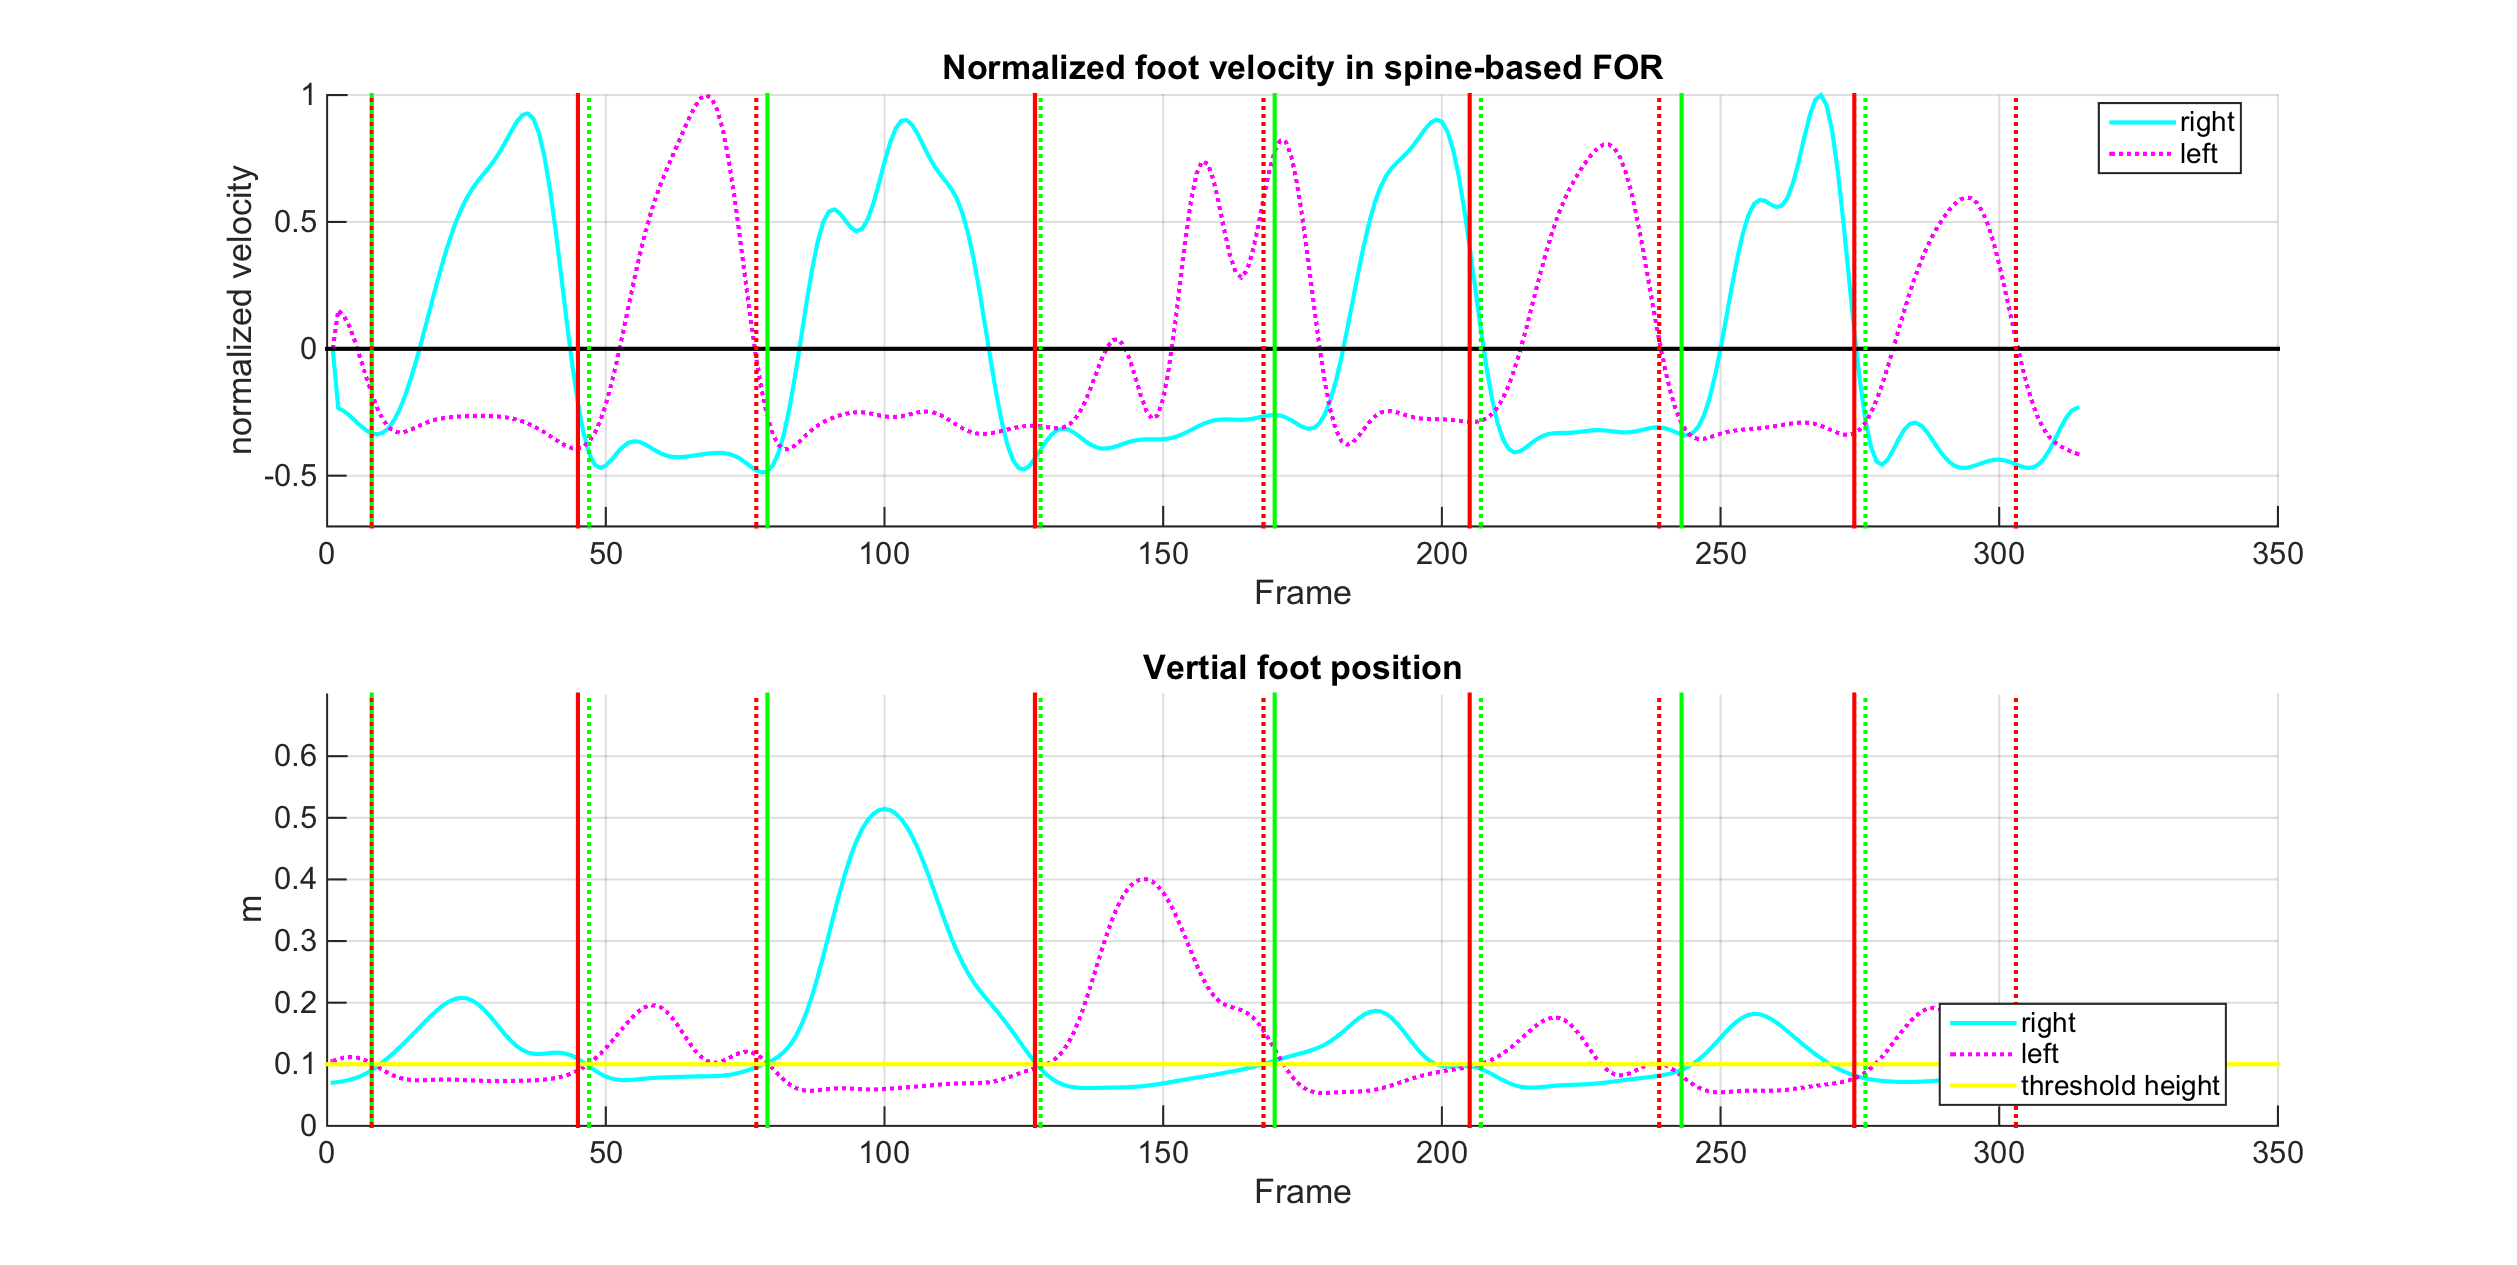 Normalized foot velocity in spine-based FOR
normalized velocity
1
0.5
0
-0.5
right
left
0 50 100 150 200 250 300 350
Frame
Vertial foot position
m
0.6
0.5
0.4
0.3
0.2
0.1
0
right
left
threshold height
0 50 100 150 200 250 300 350
Frame